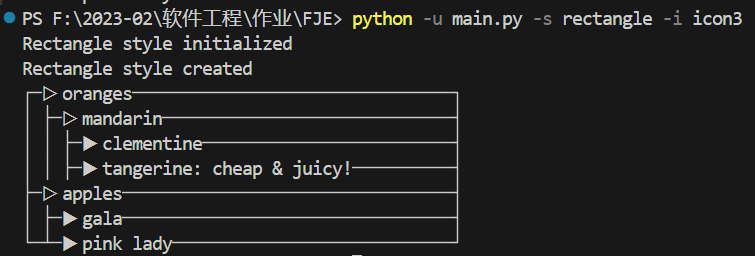 PS F:\2023-02\软件工程\作业\FJE> python -u main.py -s rectangle -i icon3
Rectangle style initialized
Rectangle style created
┌─▷oranges──────────────────────────┐
│ ├─▷mandarin───────────────────────┤
│ │ ├─▶clementine───────────────────┤
│ │ ├─▶tangerine: cheap & juicy!────┤
├─▷apples───────────────────────────┤
│ ├─▶gala───────────────────────────┤
└─┴─▶pink lady──────────────────────┘